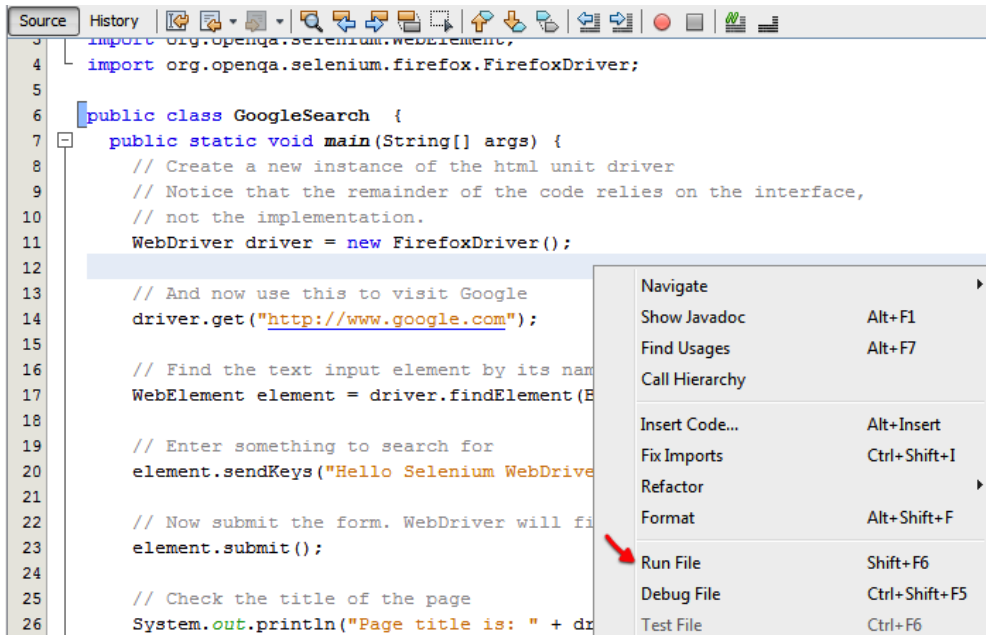 Source History
3 import org.openqa.selenium.WebElement;
4 import org.openqa.selenium.firefox.FirefoxDriver;
5
6 public class GoogleSearch {
7 public static void main(String[] args) {
8 // Create a new instance of the html unit driver
9 // Notice that the remainder of the code relies on the interface,
10 // not the implementation.
11 WebDriver driver = new FirefoxDriver();
12
13 // And now use this to visit Google
14 driver.get("http://www.google.com");
15
16 // Find the text input element by its nam
17 WebElement element = driver.findElement(B
18
19 // Enter something to search for
20 element.sendKeys("Hello Selenium WebDrive
21
22 // Now submit the form. WebDriver will fi
23 element.submit();
24
25 // Check the title of the page
26 System.out.println("Page title is: " + dr
Navigate
Show Javadoc Alt+F1
Find Usages Alt+F7
Call Hierarchy
Insert Code... Alt+Insert
Fix Imports Ctrl+Shift+I
Refactor
Format Alt+Shift+F
Run File Shift+F6
Debug File Ctrl+Shift+F5
Test File Ctrl+F6